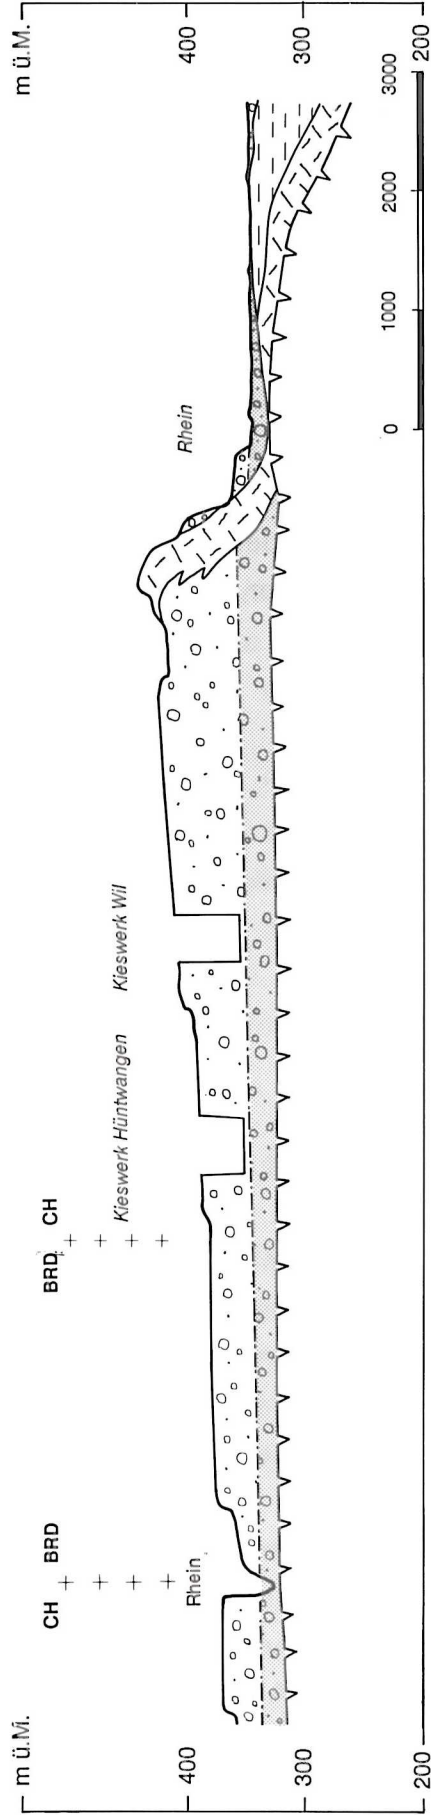 m ü.M.
400
300
200
CH BRD
Rhein
BRD CH
Kieswerk Hüntwangen
Kieswerk Wil
Rhein
m ü.M.
400
300
200
0 1000 2000 3000